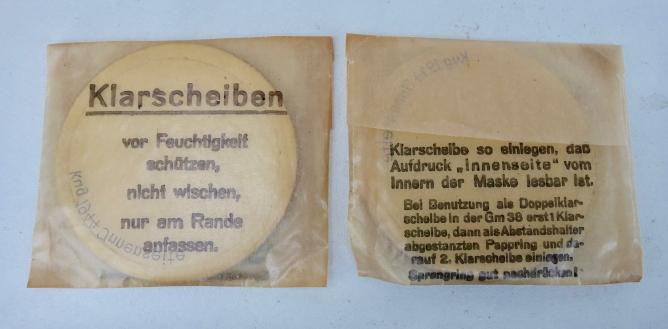 Klarscheiben
vor Feuchtigkeit
schützen,
nicht wischen,
nur am Rande
anfassen.
Klarscheibe so einlegen, das
Aufdruck „Innenseite" vom
Innern der Maske lesbar ist.
Bei Benutzung als Doppelklar-
scheibe in der Gm 38 erst 1 Klar-
scheibe, dann als Abstandshalter
abgestanzten Pappring und da-
rauf 2. Klarscheibe einlegen.
Sprengring gut nachdrücken!